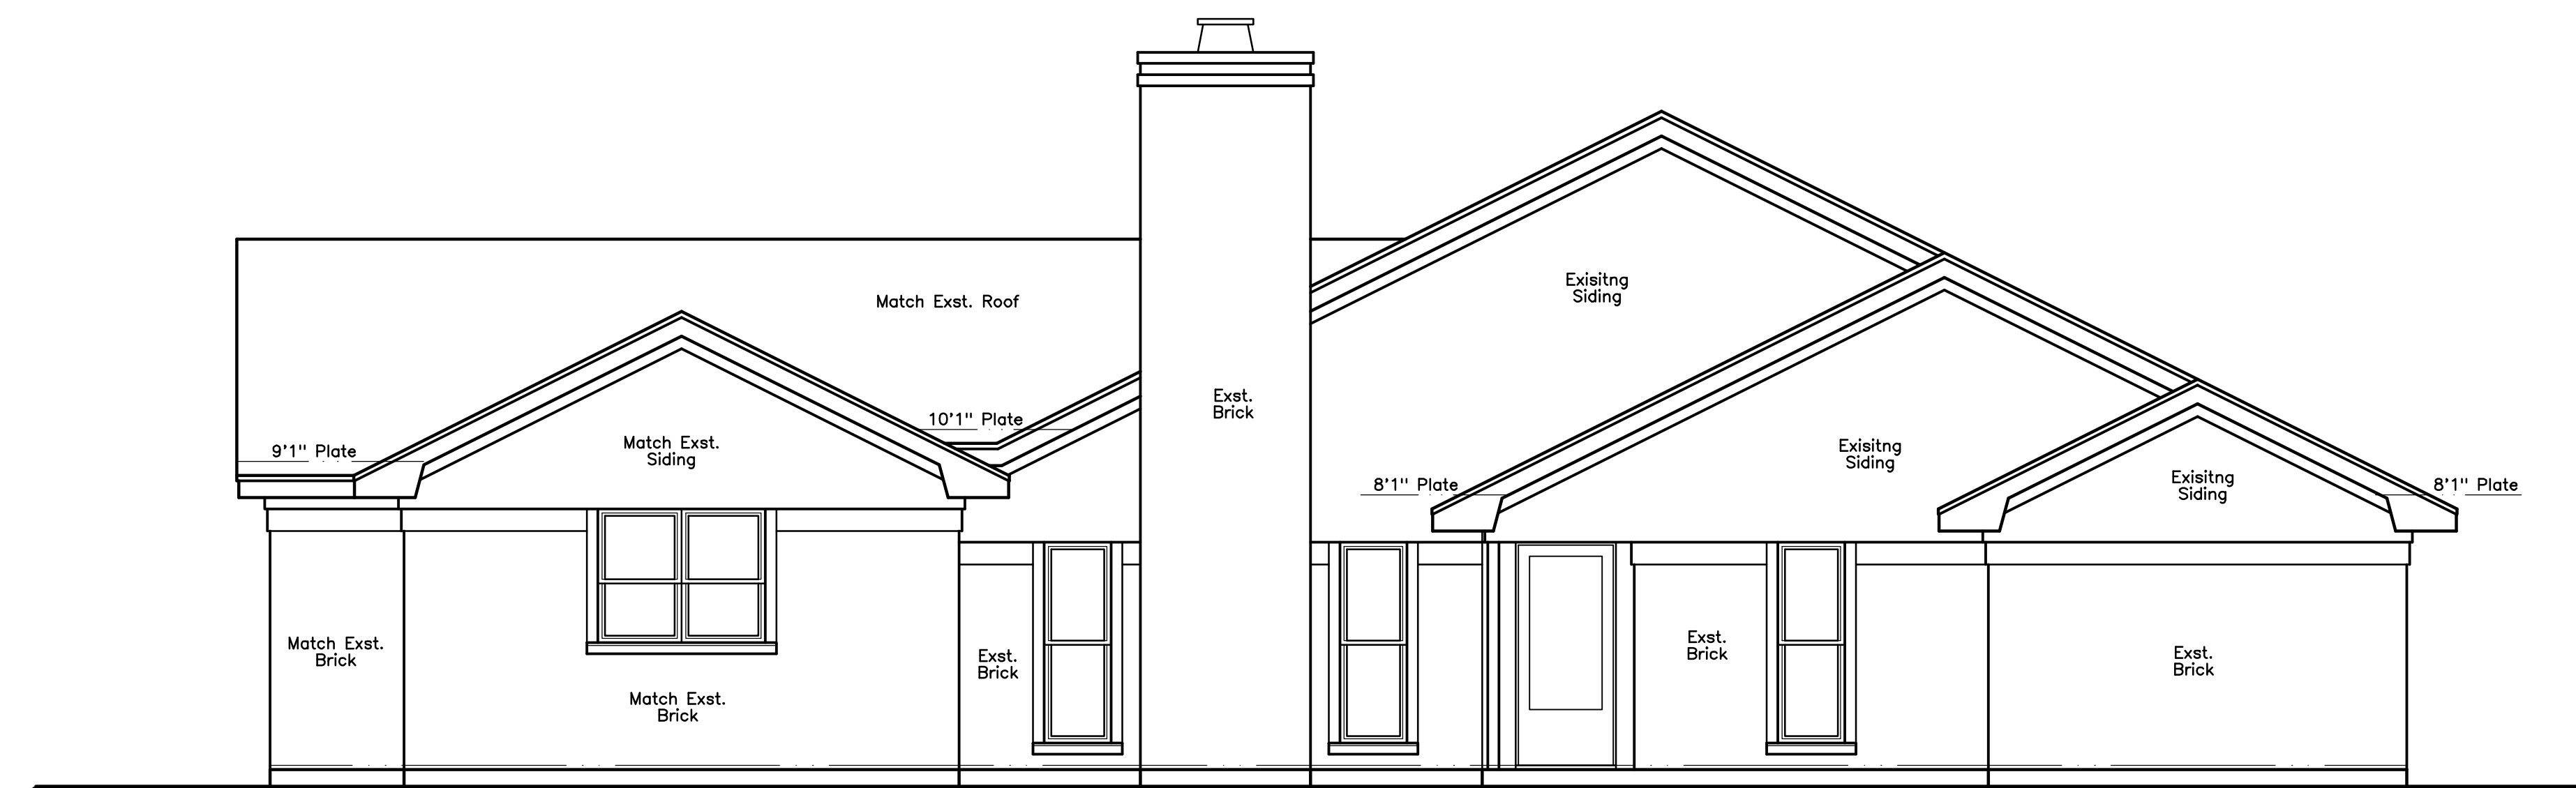 Exisitng
Siding
Match Exst. Roof
Exst.
Brick
10'1" Plate
9'1" Plate
Match Exst.
Siding
Exisitng
Siding
Exisitng
Siding
8'1" Plate
8'1" Plate
Match Exst.
Brick
Match Exst.
Brick
Exst.
Brick
Exst.
Brick
Exst.
Brick